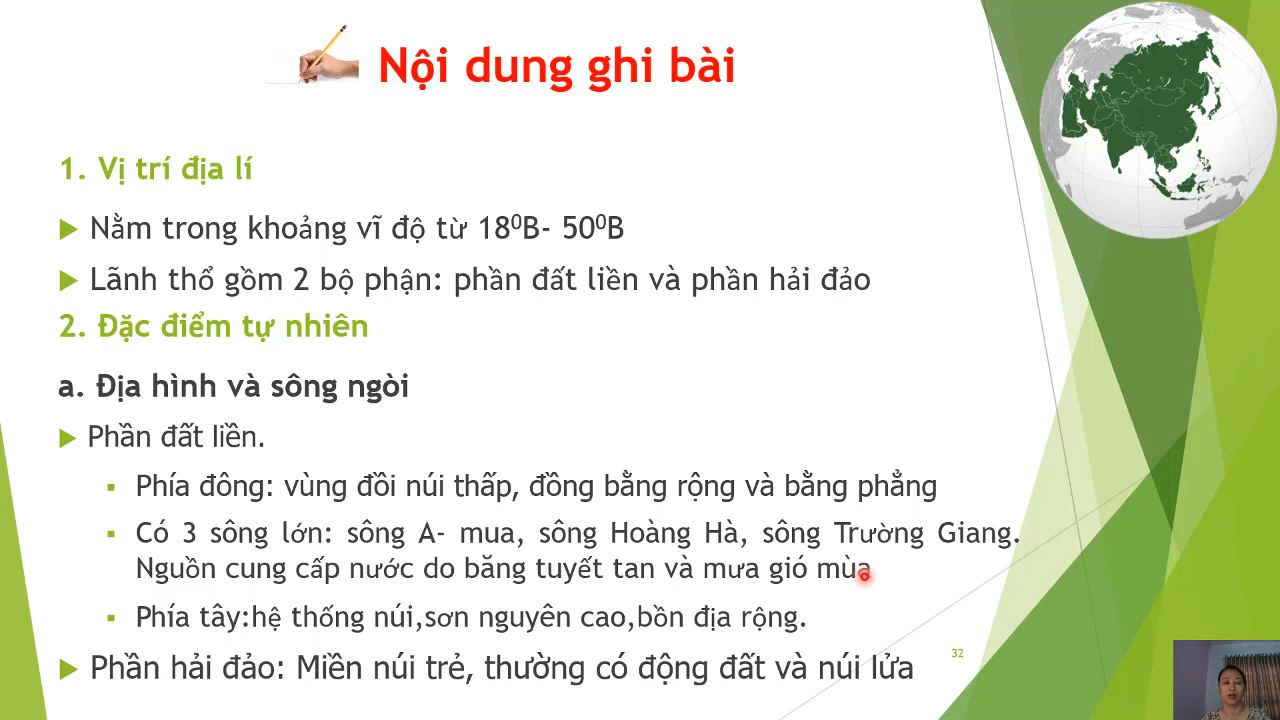 Nội dung ghi bài
1. Vị trí địa lí
Nằm trong khoảng vĩ độ từ 18⁰B- 50⁰B
Lãnh thổ gồm 2 bộ phận: phần đất liền và phần hải đảo
2. Đặc điểm tự nhiên
a. Địa hình và sông ngòi
Phần đất liền.
Phía đông: vùng đồi núi thấp, đồng bằng rộng và bằng phẳng
Có 3 sông lớn: sông A- mua, sông Hoàng Hà, sông Trường Giang.
Nguồn cung cấp nước do băng tuyết tan và mưa gió mùa
Phía tây:hệ thống núi,sơn nguyên cao,bồn địa rộng.
Phần hải đảo: Miền núi trẻ, thường có động đất và núi lửa
32